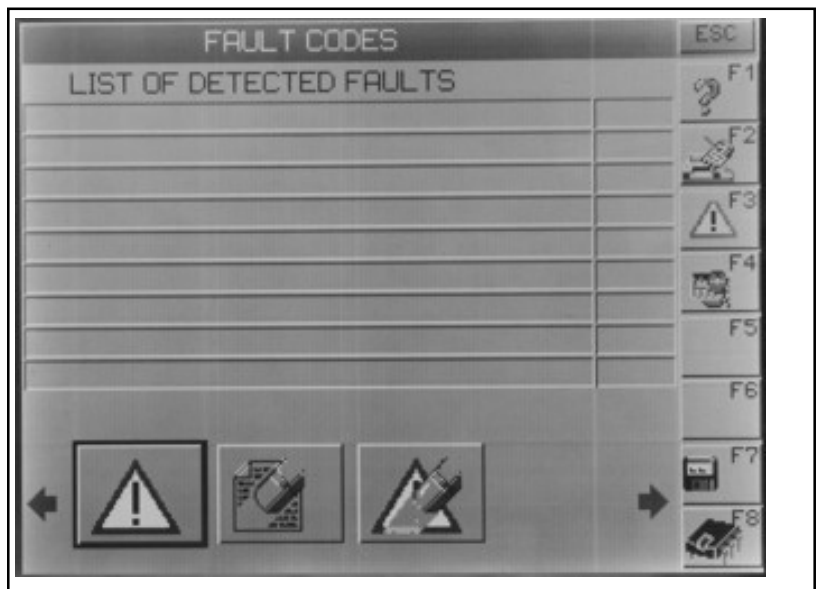 FAULT CODES
ESC
LIST OF DETECTED FAULTS
F1
F2
F3
F4
F5
F6
F7
F8